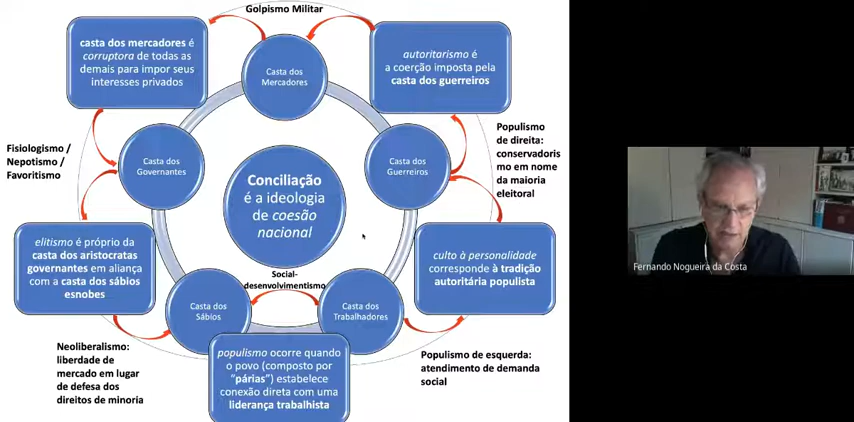 Golpismo Militar
casta dos mercadores é
corruptora de todas as
demais para impor seus
interesses privados
Casta dos
Mercadores
autoritarismo é
a coerção imposta pela
casta dos guerreiros
Fisiologismo /
Nepotismo /
Favoritismo
Casta dos
Governantes
Conciliação
é a ideologia
de coesão
nacional
Casta dos
Guerreiros
Populismo
de direita:
conservadoris
mo em nome
da maioria
eleitoral
elitismo é próprio da
casta dos aristocratas
governantes em aliança
com a casta dos sábios
esnobes
Casta dos
Sábios
Social-
desenvolvimentismo
Casta dos
Trabalhadores
culto à personalidade
corresponde à tradição
autoritária populista
Neoliberalismo:
liberdade de
mercado em lugar
de defesa dos
direitos de minoria
populismo ocorre quando
o povo (composto por
"párias") estabelece
conexão direta com uma
liderança trabalhista
Populismo de esquerda:
atendimento de demanda
social
Fernando Nogueira da Costa